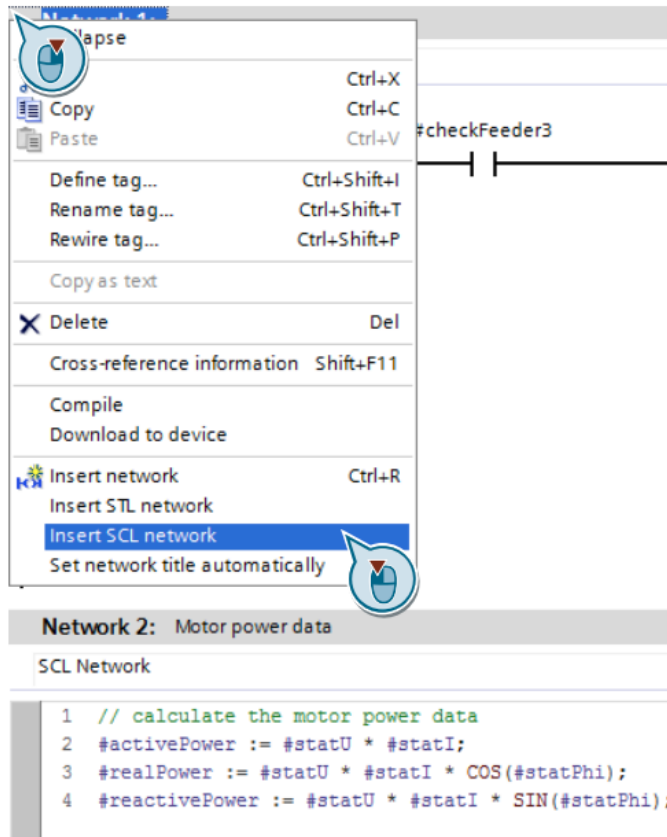 Network 1:
lapse
Ctrl+X
Copy Ctrl+C
Paste Ctrl+V
#checkFeeder3
Define tag... Ctrl+Shift+I
Rename tag... Ctrl+Shift+T
Rewire tag... Ctrl+Shift+P
Copy as text
Delete Del
Cross-reference information Shift+F11
Compile
Download to device
Insert network Ctrl+R
Insert STL network
Insert SCL network
Set network title automatically
Network 2: Motor power data
SCL Network
1 // calculate the motor power data
2 #activePower := #statU * #statI;
3 #realPower := #statU * #statI * COS(#statPhi);
4 #reactivePower := #statU * #statI * SIN(#statPhi);